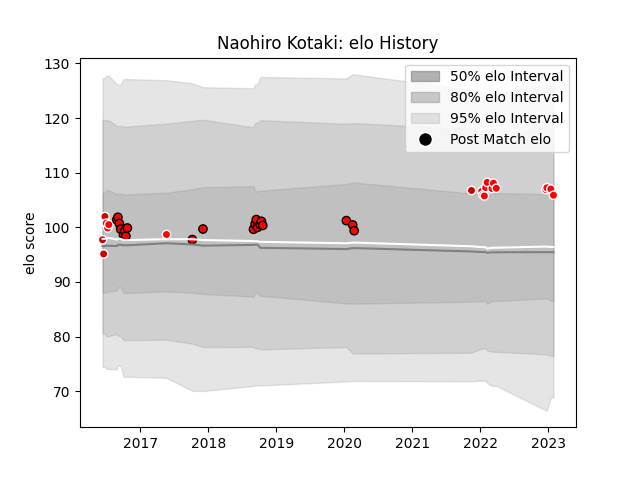 Naohiro Kotaki: elo History
50% elo Interval
80% elo Interval
95% elo Interval
Post Match elo
elo score
130
120
110
100
90
80
70
2017
2018
2019
2020
2021
2022
2023